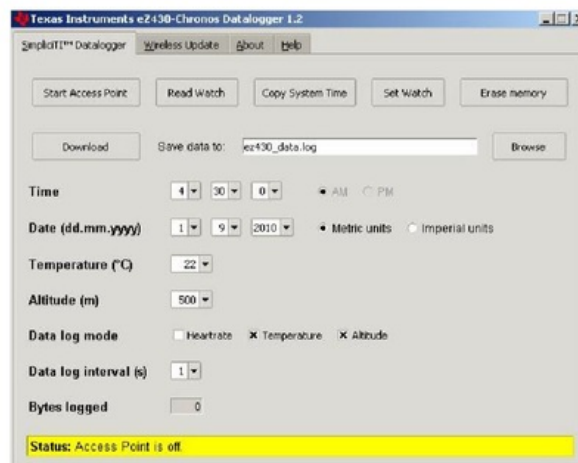 Texas Instruments eZ430-Chronos Datalogger 1.2
SimpliciTI™ Datalogger Wireless Update About Help
Start Access Point Read Watch Copy System Time Set Watch Erase memory
Download Save data to: ez430_data.log Browse
Time 4 30 0 AM PM
Date (dd.mm.yyyy) 1 9 2010 Metric units Imperial units
Temperature (°C) 22
Altitude (m) 500
Data log mode Heartrate Temperature Altitude
Data log interval (s) 1
Bytes logged 0
Status: Access Point is off.